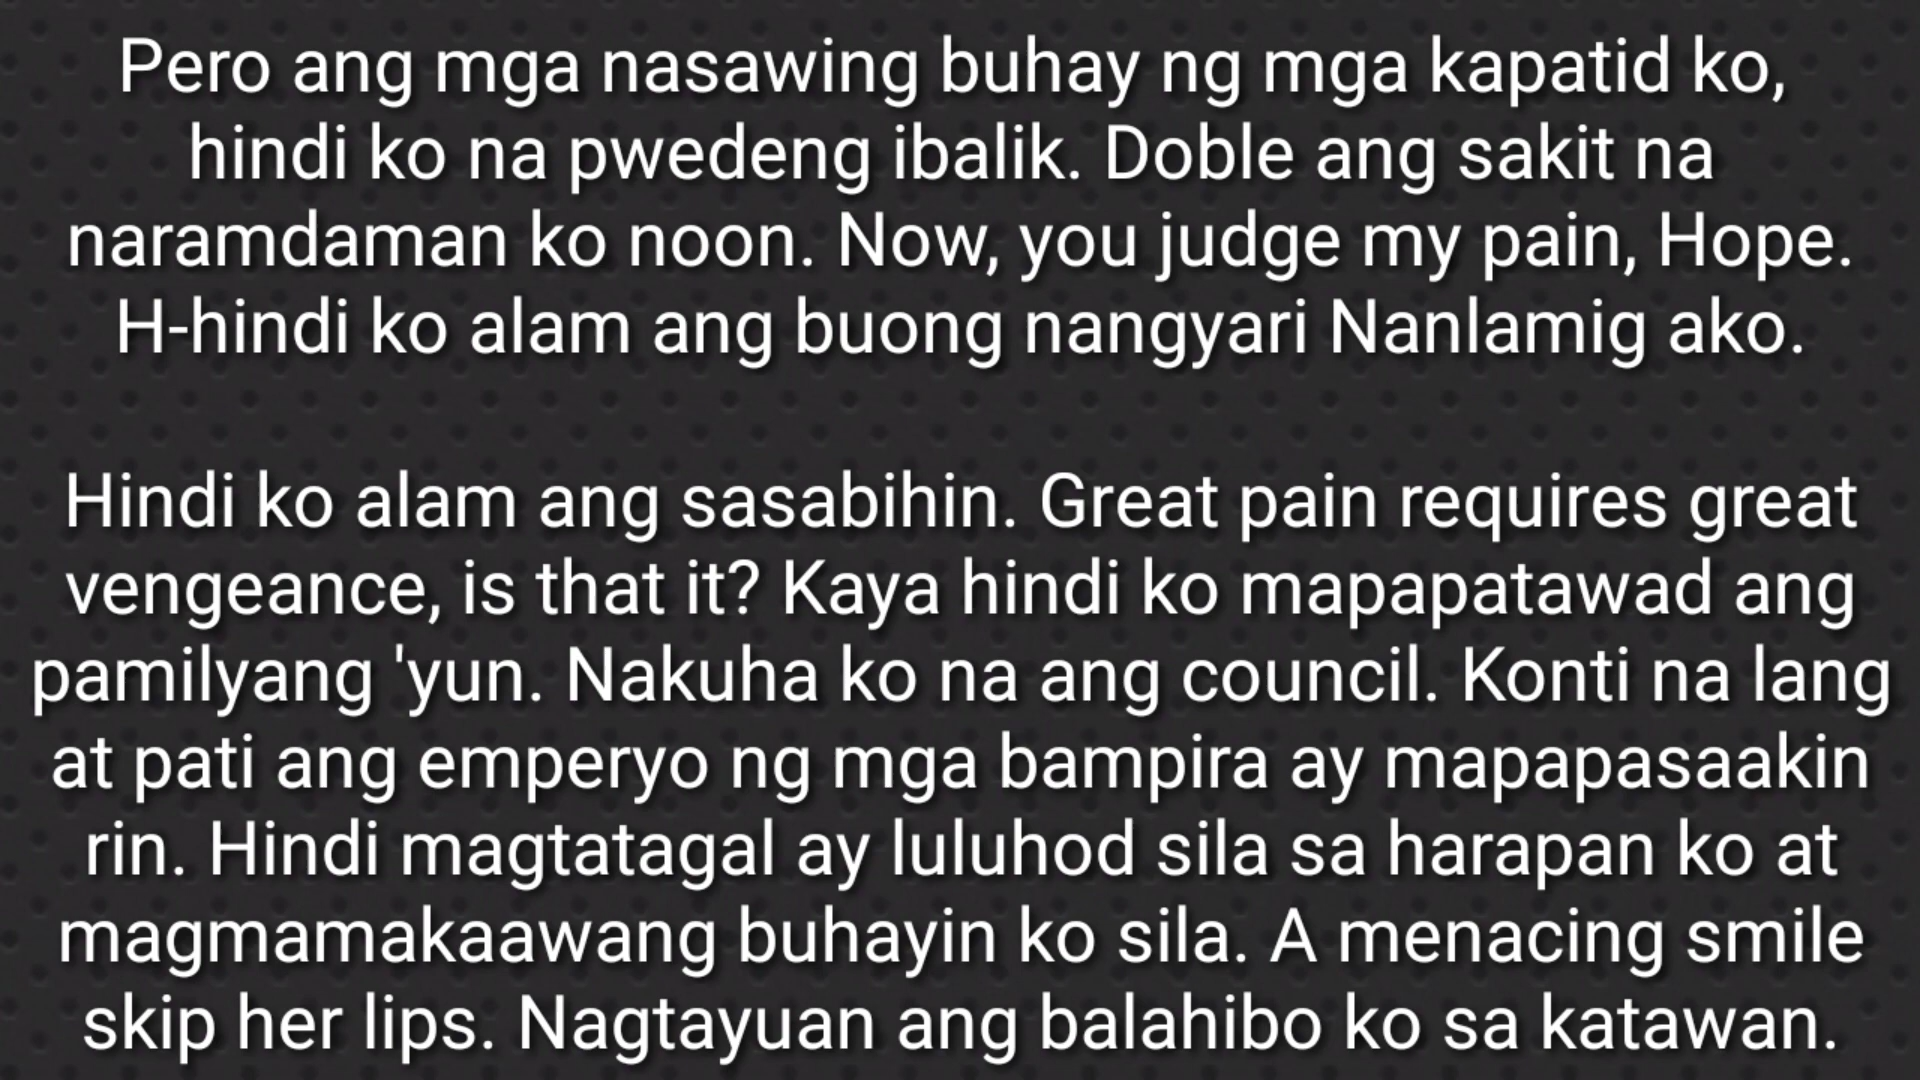 Pero ang mga nasawing buhay ng mga kapatid ko,
hindi ko na pwedeng ibalik. Doble ang sakit na
naramdaman ko noon. Now, you judge my pain, Hope.
H-hindi ko alam ang buong nangyari Nanlamig ako.
Hindi ko alam ang sasabihin. Great pain requires great
vengeance, is that it? Kaya hindi ko mapapatawad ang
pamilyang 'yun. Nakuha ko na ang council. Konti na lang
at pati ang emperyo ng mga bampira ay mapapasaakin
rin. Hindi magtatagal ay luluhod sila sa harapan ko at
magmamakaawang buhayin ko sila. A menacing smile
skip her lips. Nagtayuan ang balahibo ko sa katawan.